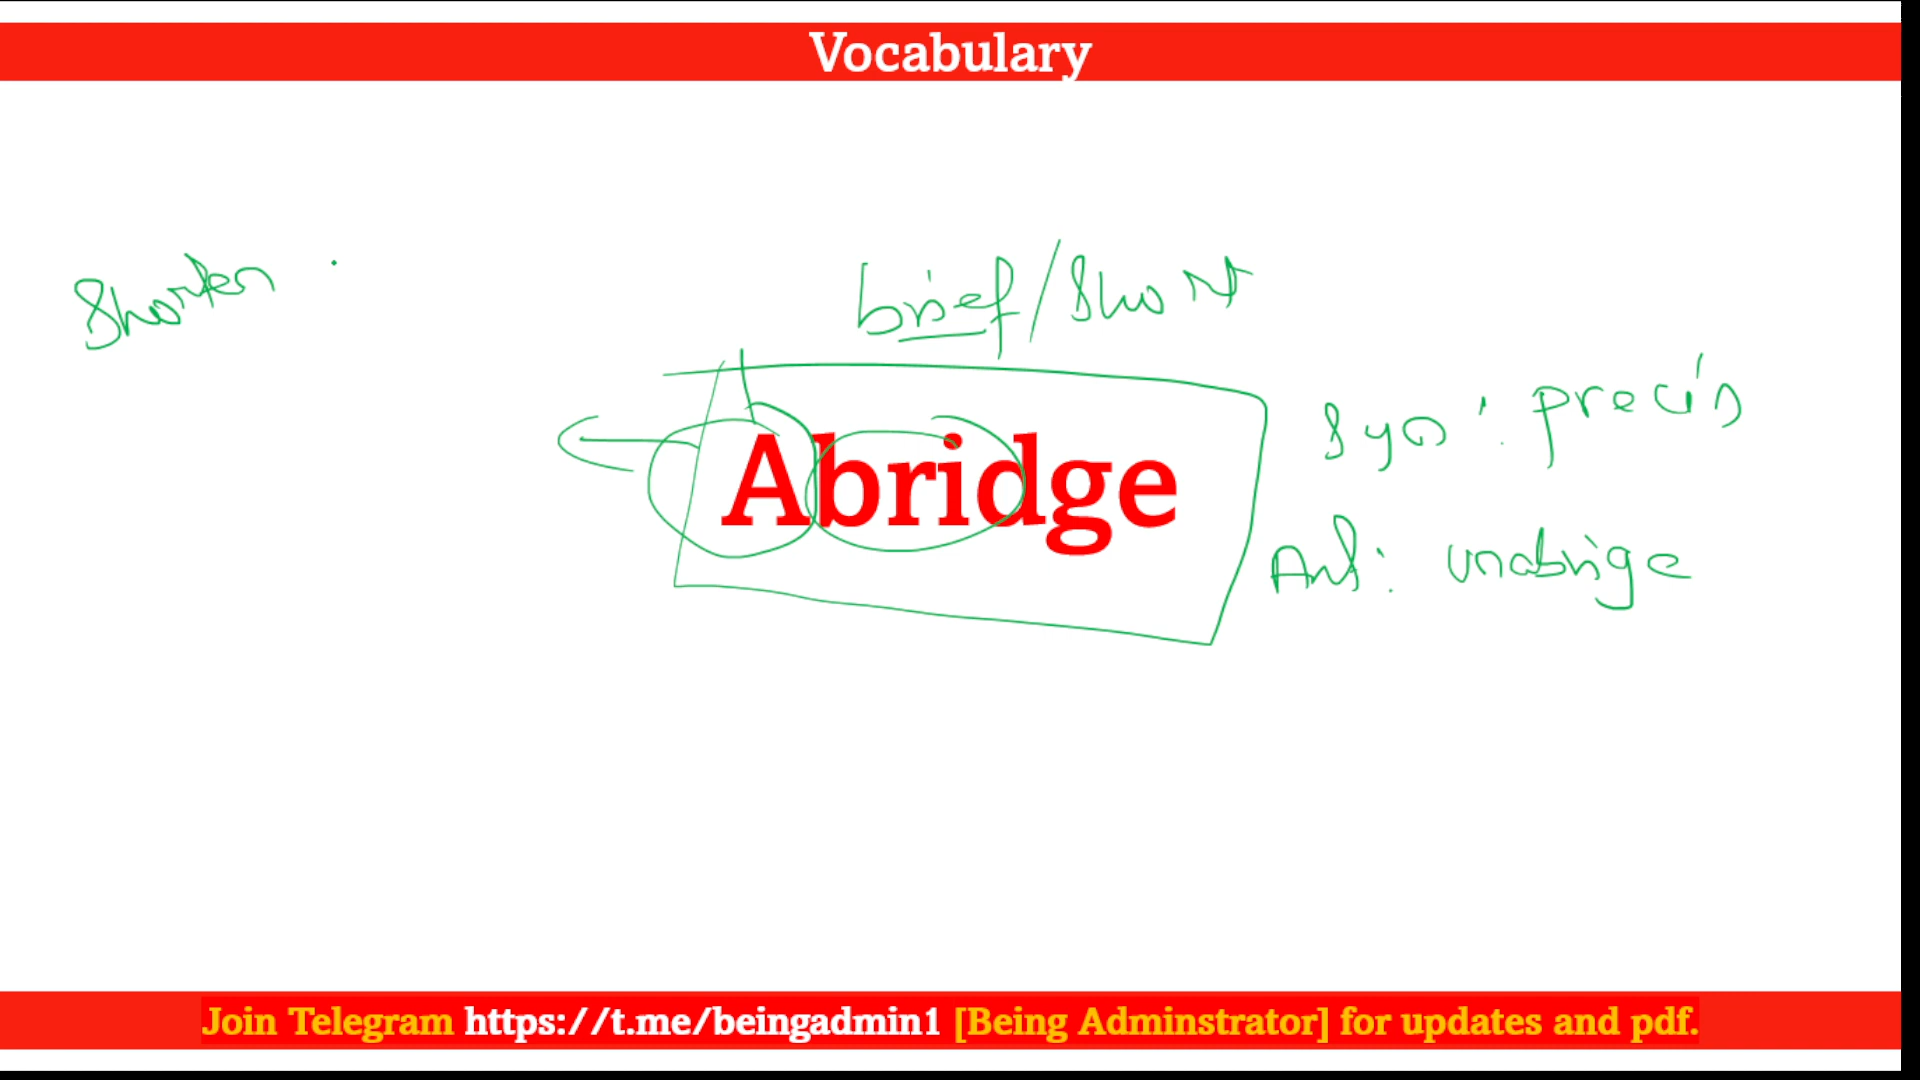 Vocabulary
Shorten
brief/Short
Abridge
Syn: precis
Ant: unabrige
Join Telegram https://t.me/beingadmin1 [Being Adminstrator] for updates and pdf.